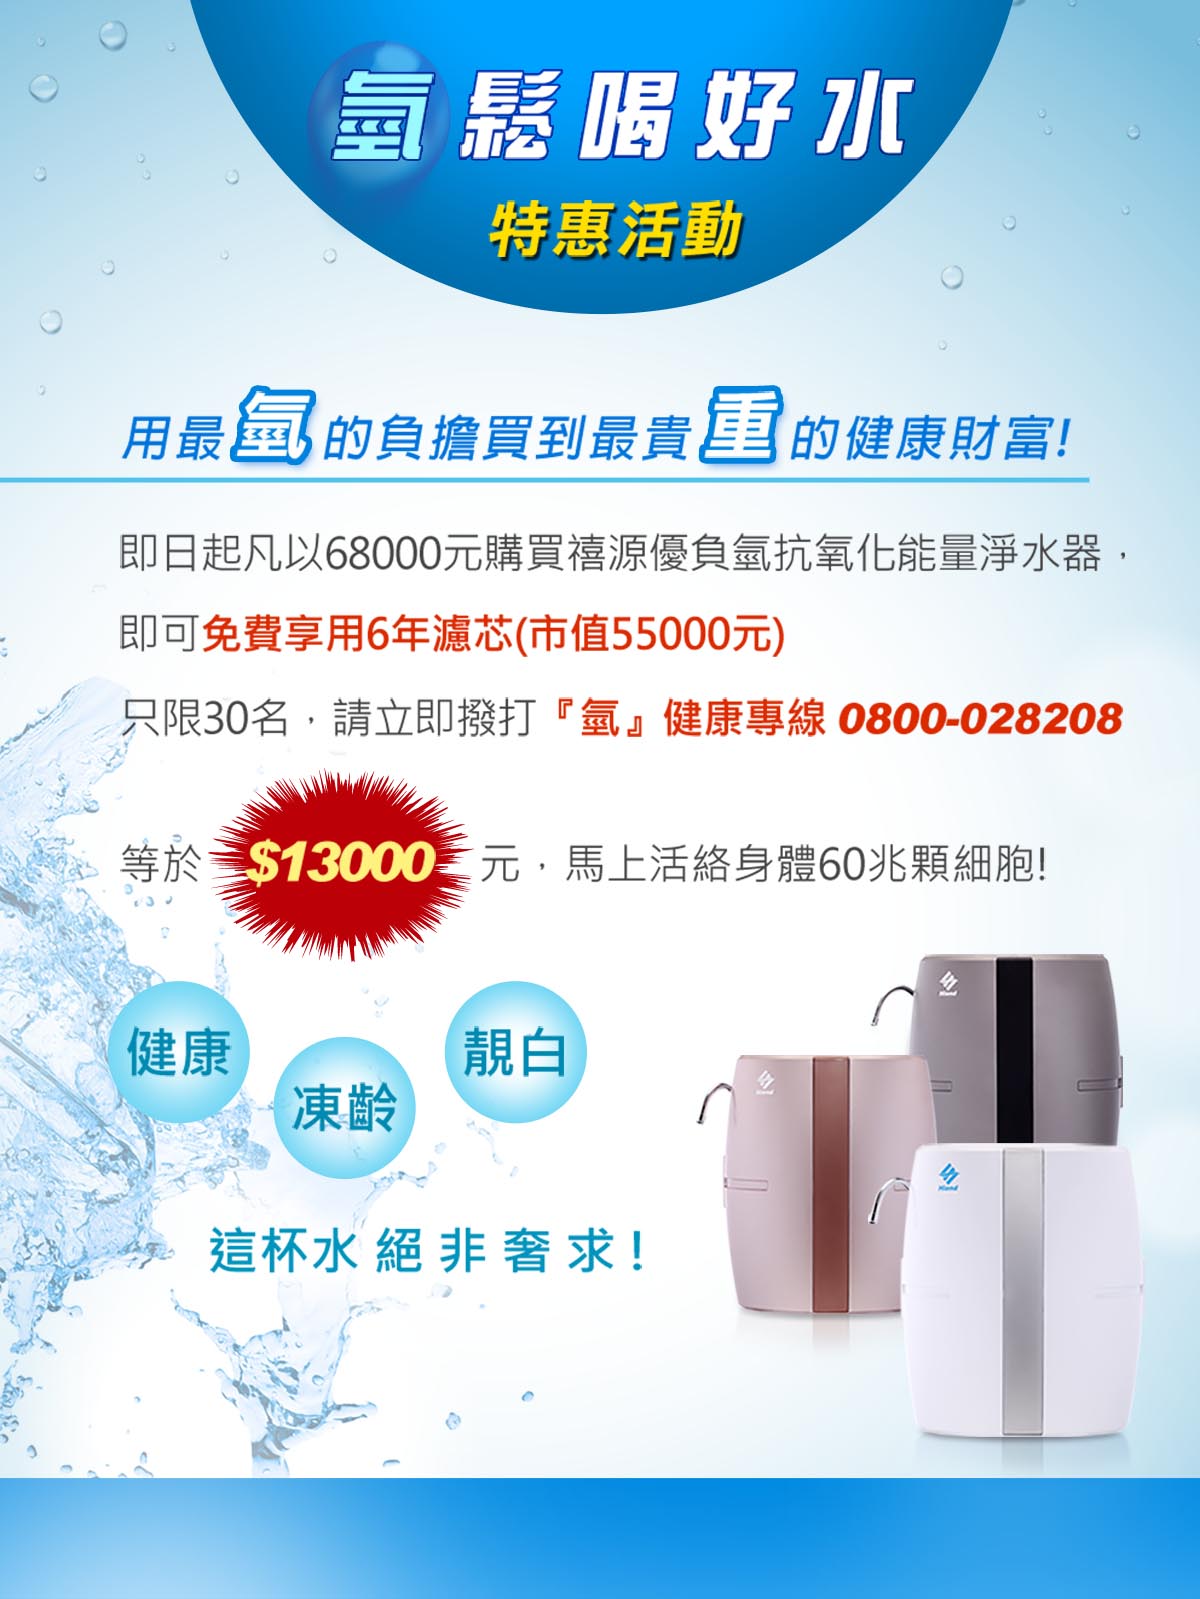 氫鬆喝好水
特惠活動
用最氫的負擔買到最貴重的健康財富!
即日起凡以68000元購買禧源優負氫抗氧化能量淨水器，
即可免費享用6年濾芯(市值55000元)
只限30名，請立即撥打『氫』健康專線 0800-028208
等於 $13000 元，馬上活絡身體60兆顆細胞!
健康
凍齡
靚白
這杯水絕非奢求!
Hland
Hland
Hland